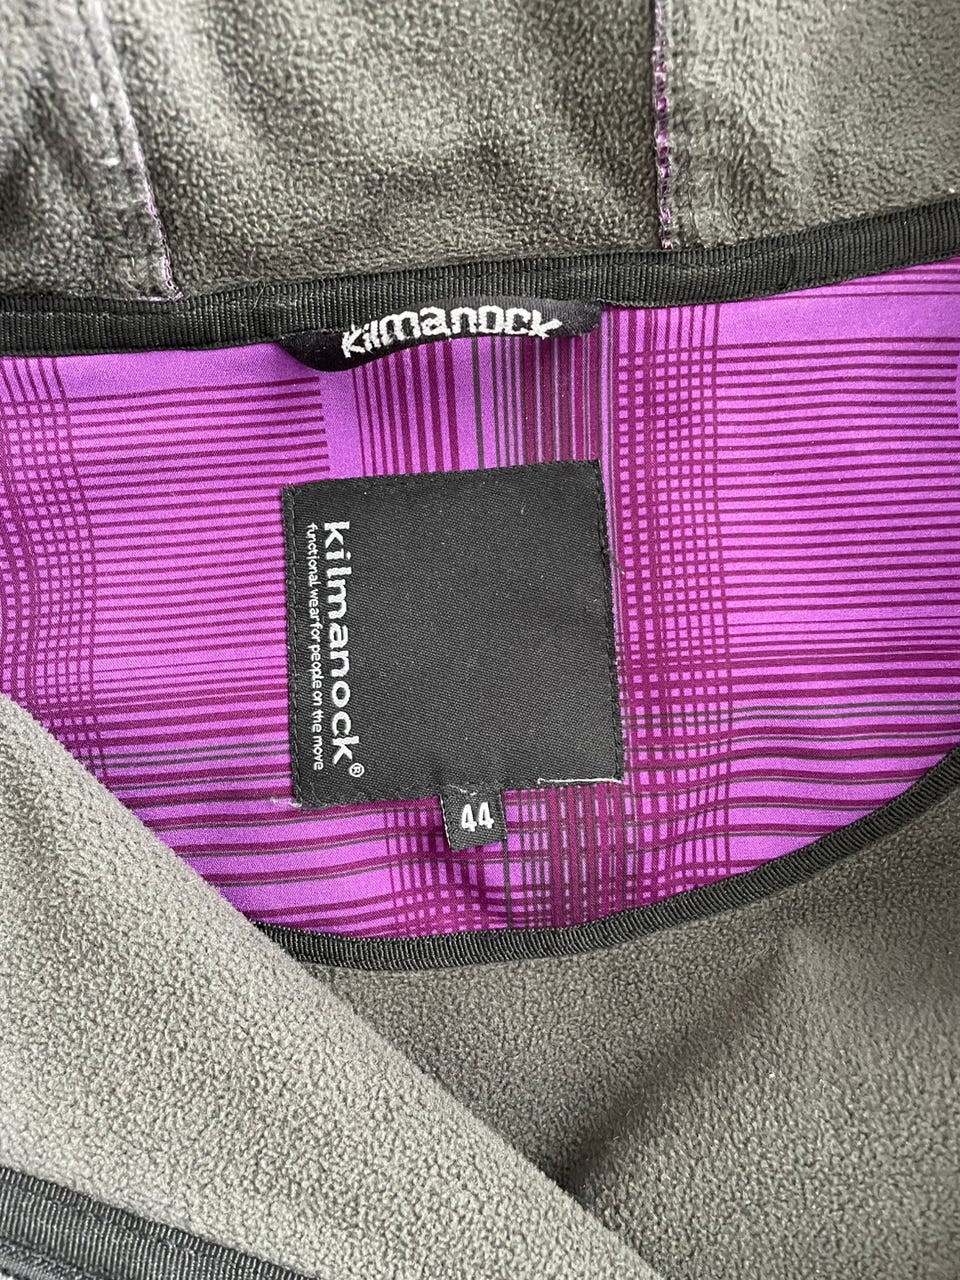 kilmanock
kilmanock®
functional wear for people on the move
44